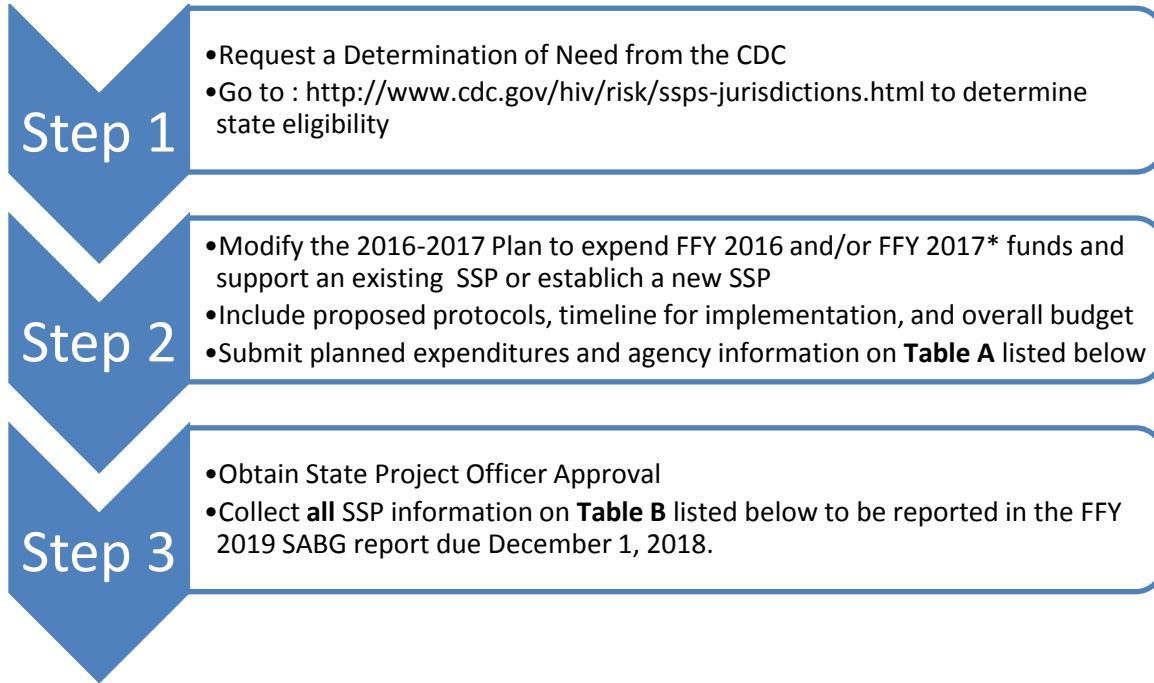 Step 1
•Request a Determination of Need from the CDC
•Go to : http://www.cdc.gov/hiv/risk/ssps-jurisdictions.html to determine
state eligibility
Step 2
•Modify the 2016-2017 Plan to expend FFY 2016 and/or FFY 2017* funds and
support an existing SSP or establich a new SSP
•Include proposed protocols, timeline for implementation, and overall budget
•Submit planned expenditures and agency information on Table A listed below
Step 3
•Obtain State Project Officer Approval
•Collect all SSP information on Table B listed below to be reported in the FFY
2019 SABG report due December 1, 2018.